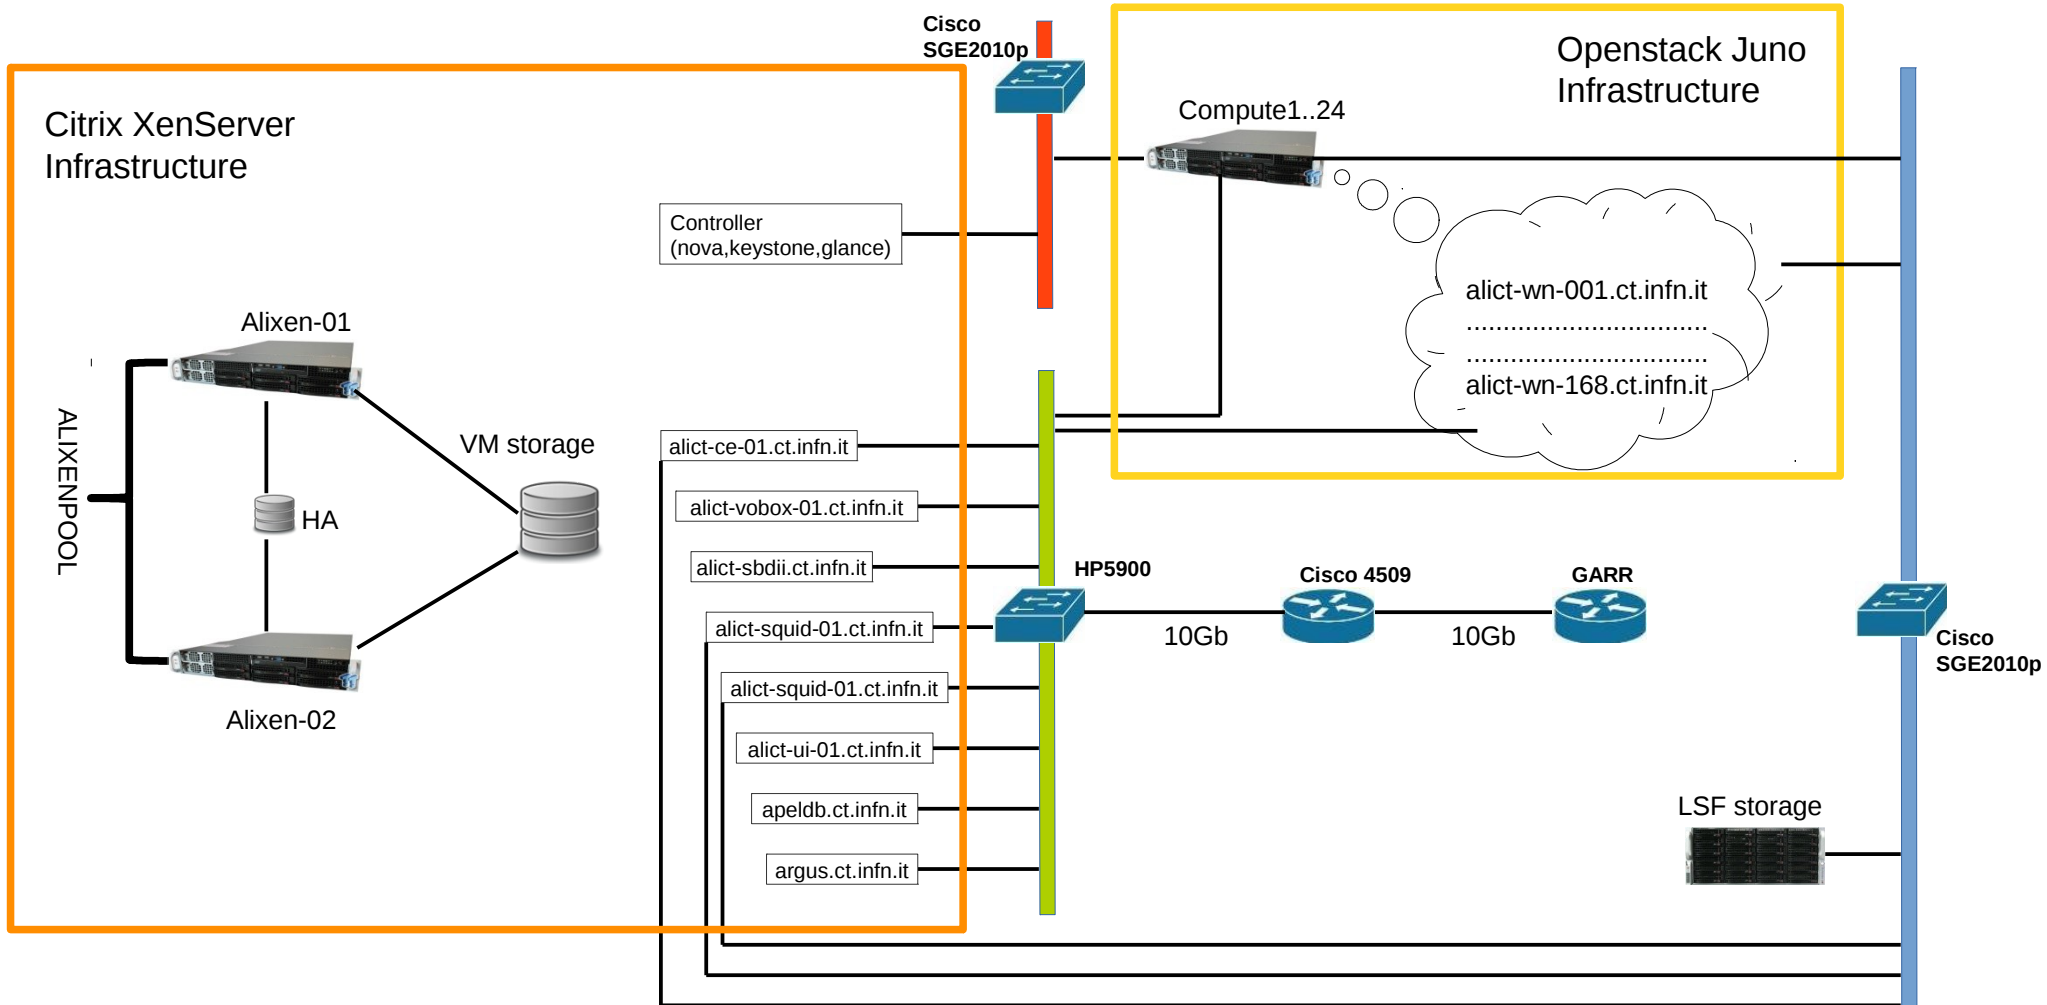 Cisco
SGE2010p
Openstack Juno
Infrastructure
Citrix XenServer
Infrastructure
Compute1..24
Controller
(nova,keystone,glance)
alict-wn-001.ct.infn.it
.................................
.................................
alict-wn-168.ct.infn.it
Alixen-01
ALIXENPOOL
VM storage
HA
Alixen-02
alict-ce-01.ct.infn.it
alict-vobox-01.ct.infn.it
alict-sbdii.ct.infn.it
alict-squid-01.ct.infn.it
alict-squid-01.ct.infn.it
alict-ui-01.ct.infn.it
apeldb.ct.infn.it
argus.ct.infn.it
HP5900
Cisco 4509
GARR
10Gb
10Gb
Cisco
SGE2010p
LSF storage